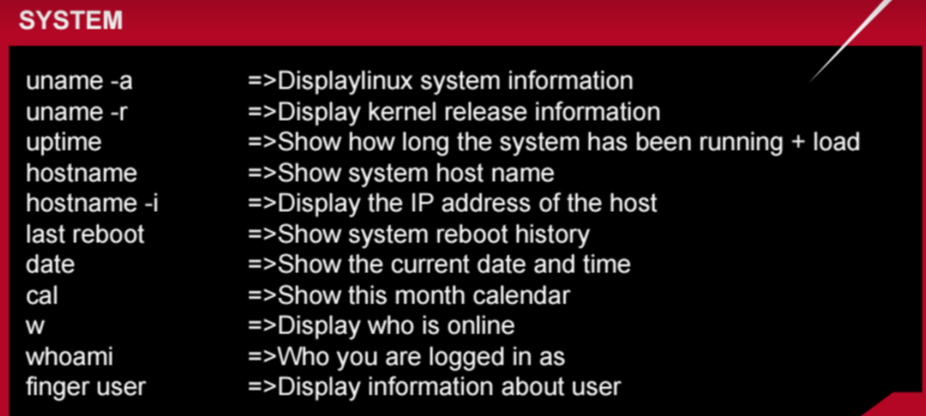 SYSTEM
uname -a =>Displaylinux system information
uname -r =>Display kernel release information
uptime =>Show how long the system has been running + load
hostname =>Show system host name
hostname -i =>Display the IP address of the host
last reboot =>Show system reboot history
date =>Show the current date and time
cal =>Show this month calendar
w =>Display who is online
whoami =>Who you are logged in as
finger user =>Display information about user